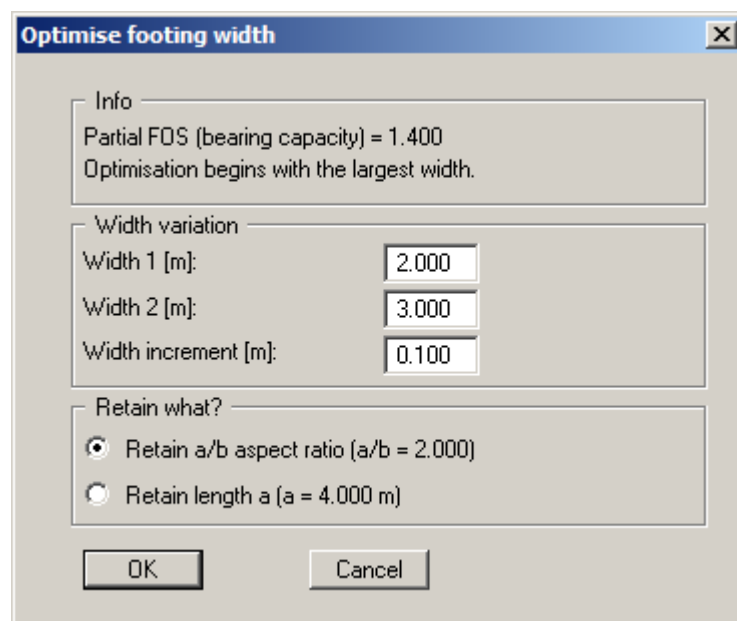 Optimise footing width
Info
Partial FOS (bearing capacity) = 1.400
Optimisation begins with the largest width.
Width variation
Width 1 [m]: 2.000
Width 2 [m]: 3.000
Width increment [m]: 0.100
Retain what?
Retain a/b aspect ratio (a/b = 2.000)
Retain length a (a = 4.000 m)
OK Cancel